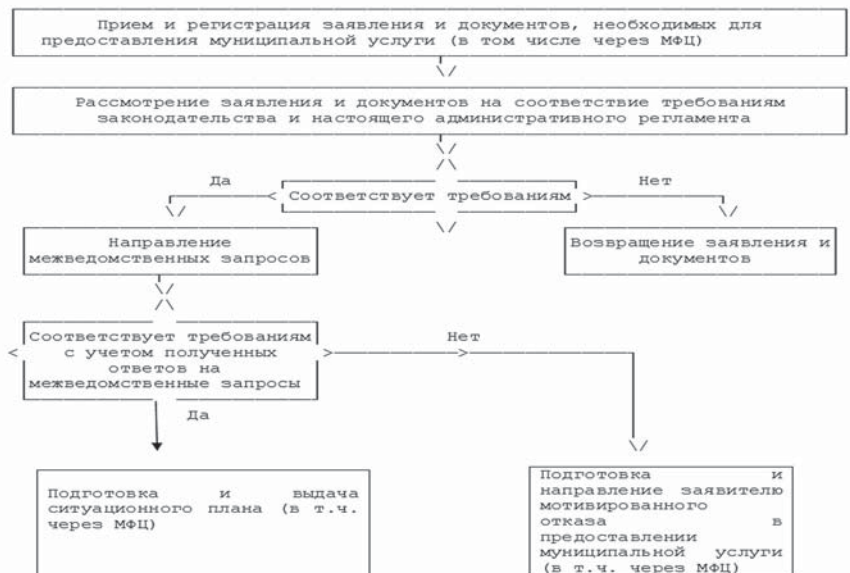 Прием и регистрация заявления и документов, необходимых для
предоставления муниципальной услуги (в том числе через МФЦ)
Рассмотрение заявления и документов на соответствие требованиям
законодательства и настоящего административного регламента
Да
Соответствует требованиям
Нет
Направление
межведомственных запросов
Возвращение заявления и
документов
Соответствует требованиям
с учетом полученных
ответов на
межведомственные запросы
Нет
Да
Подготовка и выдача
ситуационного плана (в т.ч.
через МФЦ)
Подготовка и
направление заявителю
мотивированного
отказа в
предоставлении
муниципальной услуги
(в т.ч. через МФЦ)